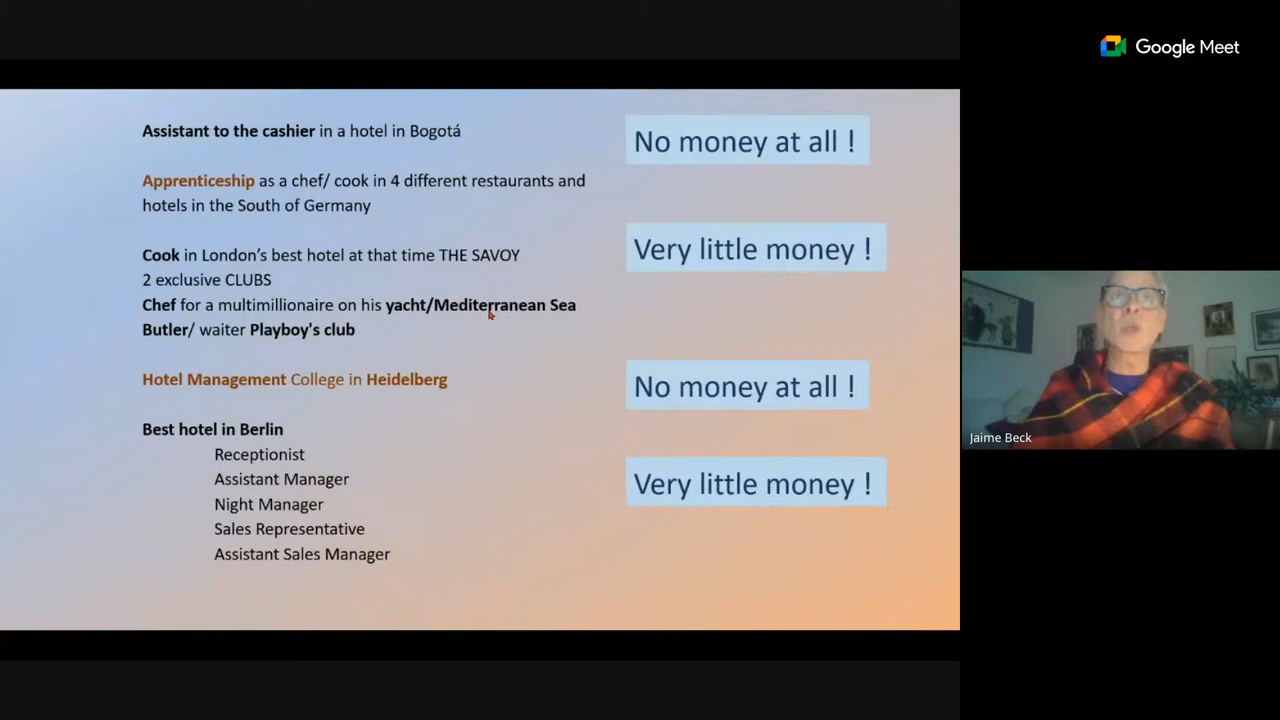 Google Meet
Assistant to the cashier in a hotel in Bogotá
No money at all !
Apprenticeship as a chef/ cook in 4 different restaurants and
hotels in the South of Germany
Very little money !
Cook in London’s best hotel at that time THE SAVOY
2 exclusive CLUBS
Chef for a multimillionaire on his yacht/Mediterranean Sea
Butler/ waiter Playboy's club
Hotel Management College in Heidelberg
No money at all !
Best hotel in Berlin
Receptionist
Assistant Manager
Night Manager
Sales Representative
Assistant Sales Manager
Very little money !
Jaime Beck